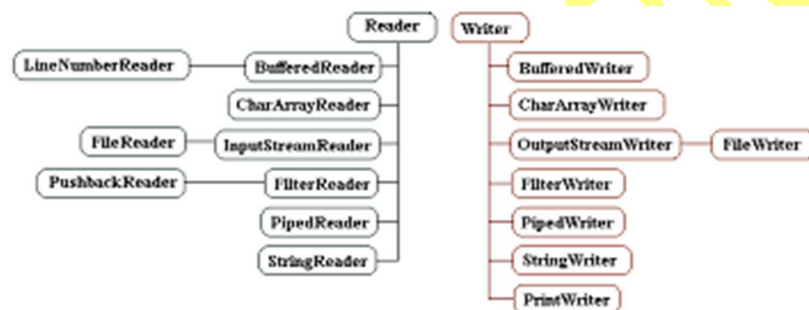 Reader Writer
LineNumberReader BufferedReader BufferedWriter
CharArrayReader CharArrayWriter
FileReader InputStreamReader OutputStreamWriter FileWriter
PushbackReader FilterReader FilterWriter
PipedReader PipedWriter
StringReader StringWriter
PrintWriter